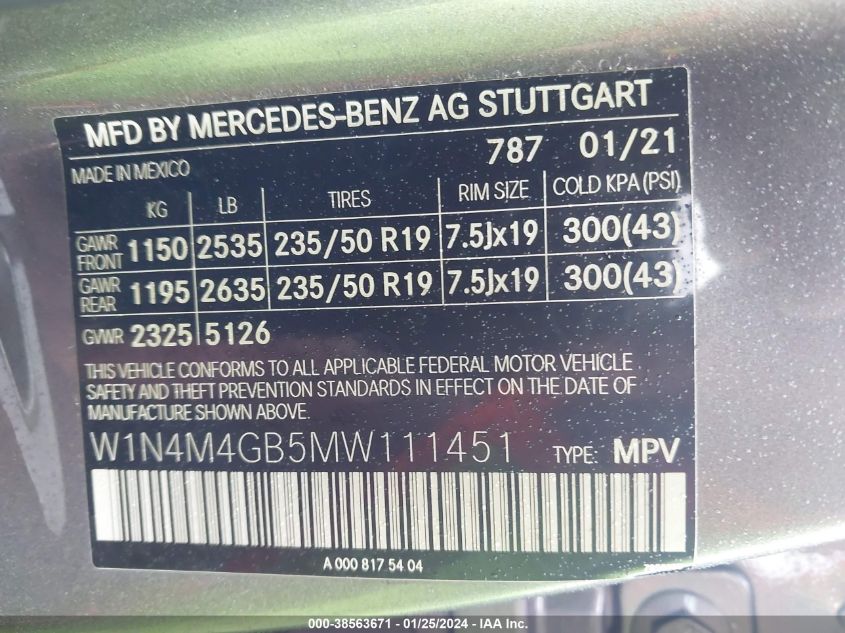 MFD BY MERCEDES-BENZ AG STUTTGART
787 01/21
MADE IN MEXICO
KG LB TIRES RIM SIZE COLD KPA (PSI)
GAWR FRONT 1150 2535 235/50 R19 7.5Jx19 300(43)
GAWR REAR 1195 2635 235/50 R19 7.5Jx19 300(43)
GVWR 2325 5126
THIS VEHICLE CONFORMS TO ALL APPLICABLE FEDERAL MOTOR VEHICLE
SAFETY AND THEFT PREVENTION STANDARDS IN EFFECT ON THE DATE OF
MANUFACTURE SHOWN ABOVE.
W1N4M4GB5MW111451 TYPE: MPV
A 000 817 54 04
000-38563671 / 01/25/2024 / IAA Inc.